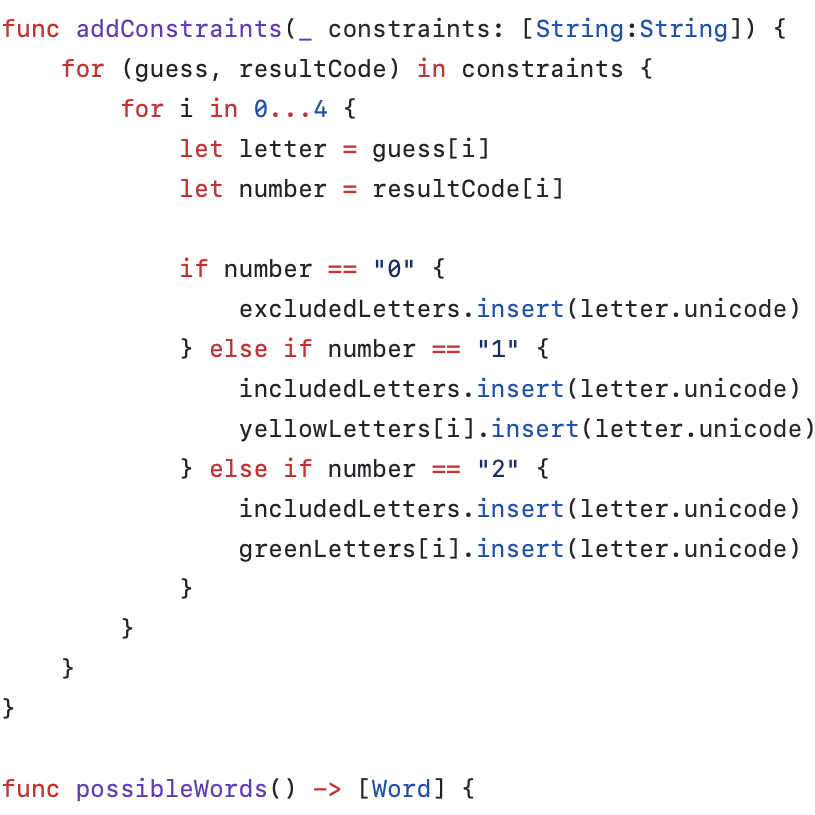 func addConstraints(_ constraints: [String:String]) {
    for (guess, resultCode) in constraints {
        for i in 0...4 {
            let letter = guess[i]
            let number = resultCode[i]

            if number == "0" {
                excludedLetters.insert(letter.unicode)
            } else if number == "1" {
                includedLetters.insert(letter.unicode)
                yellowLetters[i].insert(letter.unicode)
            } else if number == "2" {
                includedLetters.insert(letter.unicode)
                greenLetters[i].insert(letter.unicode)
            }
        }
    }
}

func possibleWords() -> [Word] {